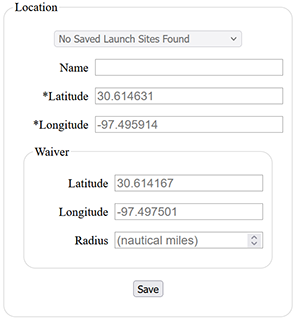 Location
No Saved Launch Sites Found
Name
*Latitude 30.614631
*Longitude -97.495914
Waiver
Latitude 30.614167
Longitude -97.497501
Radius (nautical miles)
Save